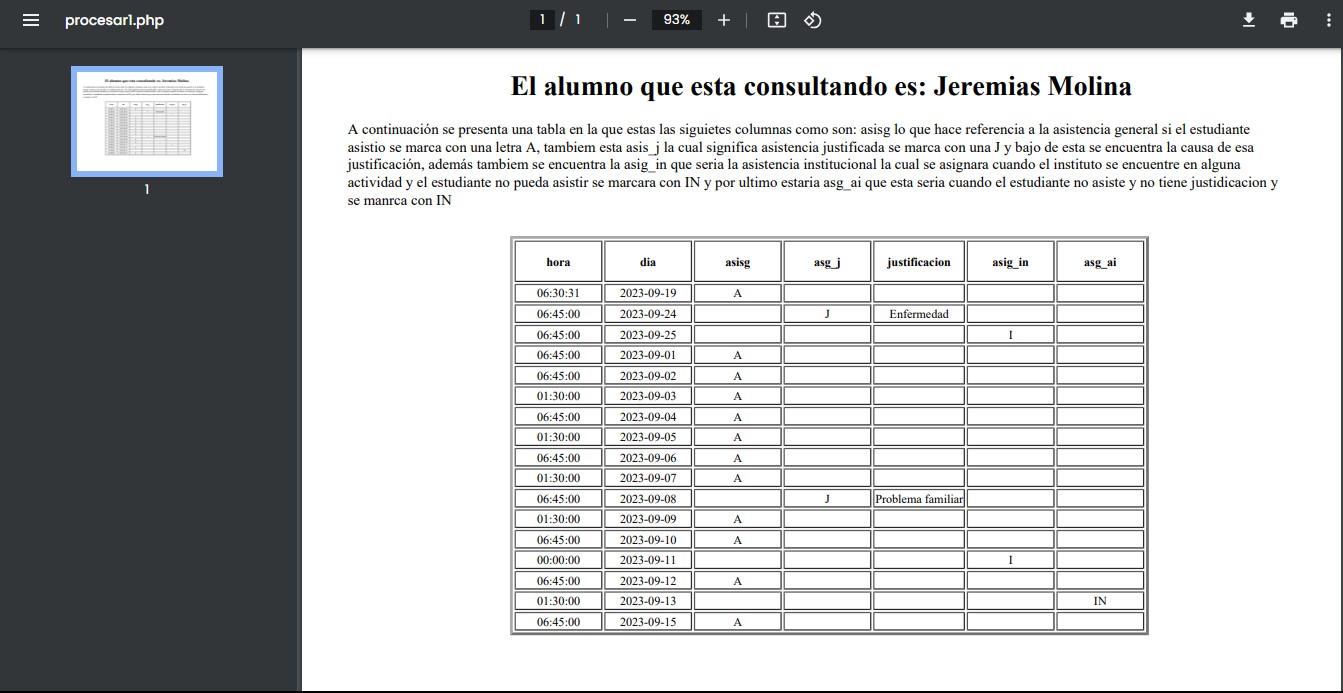 procesar1.php
1 / 1
93%
1
El alumno que esta consultando es: Jeremias Molina
A continuación se presenta una tabla en la que estas las siguietes columnas como son: asisg lo que hace referencia a la asistencia general si el estudiante
asistio se marca con una letra A, tambiem esta asis_j la cual significa asistencia justificada se marca con una J y bajo de esta se encuentra la causa de esa
justificación, además tambiem se encuentra la asig_in que seria la asistencia institucional la cual se asignara cuando el instituto se encuentre en alguna
actividad y el estudiante no pueda asistir se marcara con IN y por ultimo estaria asg_ai que esta seria cuando el estudiante no asiste y no tiene justidicacion y
se manrca con IN
hora dia asisg asg_j justificacion asig_in asg_ai
06:30:31 2023-09-19 A
06:45:00 2023-09-24 J Enfermedad
06:45:00 2023-09-25 I
06:45:00 2023-09-01 A
06:45:00 2023-09-02 A
01:30:00 2023-09-03 A
06:45:00 2023-09-04 A
01:30:00 2023-09-05 A
06:45:00 2023-09-06 A
01:30:00 2023-09-07 A
06:45:00 2023-09-08 J Problema familiar
01:30:00 2023-09-09 A
06:45:00 2023-09-10 A
00:00:00 2023-09-11 I
06:45:00 2023-09-12 A
01:30:00 2023-09-13 IN
06:45:00 2023-09-15 A